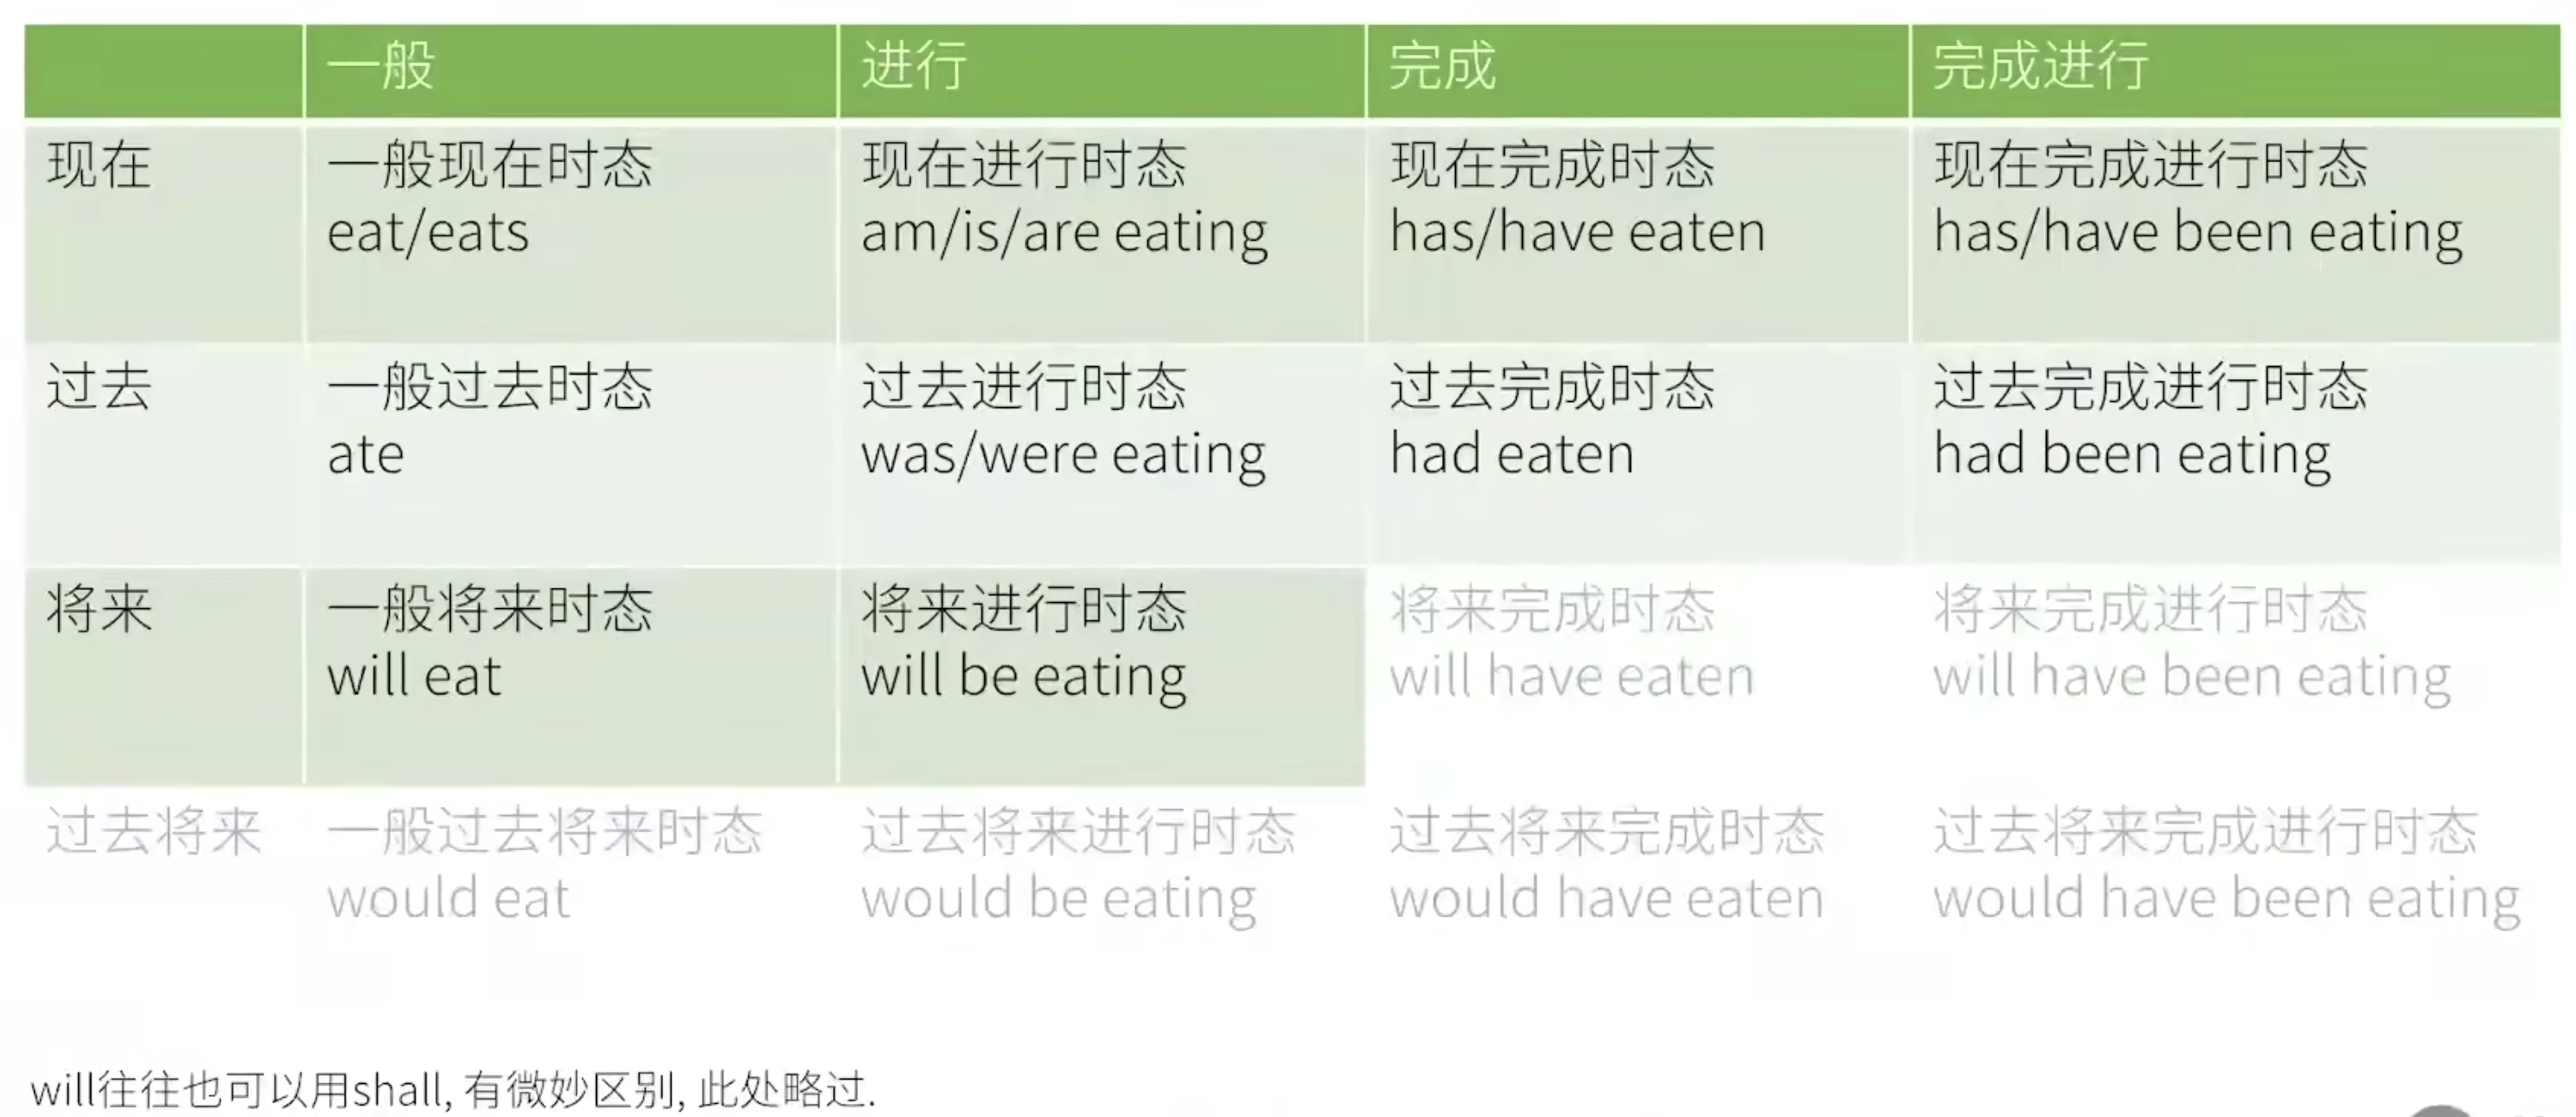 一般 进行 完成 完成进行
现在 一般现在时态 现在进行时态 现在完成时态 现在完成进行时态
eat/eats am/is/are eating has/have eaten has/have been eating
过去 一般过去时态 过去进行时态 过去完成时态 过去完成进行时态
ate was/were eating had eaten had been eating
将来 一般将来时态 将来进行时态 将来完成时态 将来完成进行时态
will eat will be eating will have eaten will have been eating
过去将来 一般过去将来时态 过去将来进行时态 过去将来完成时态 过去将来完成进行时态
would eat would be eating would have eaten would have been eating
will往往也可以用shall, 有微妙区别, 此处略过.